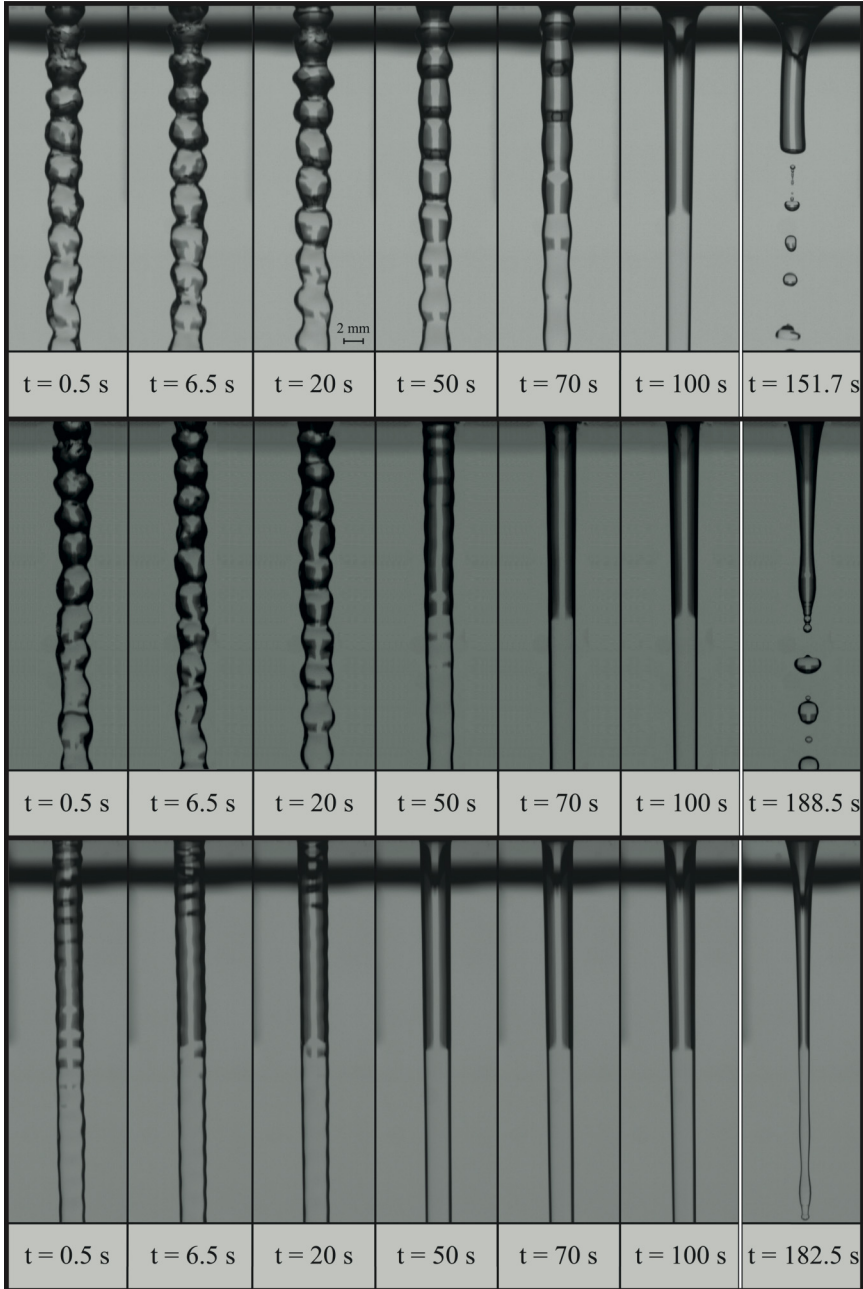 2 mm
t = 0.5 s t = 6.5 s t = 20 s t = 50 s t = 70 s t = 100 s t = 151.7 s
t = 0.5 s t = 6.5 s t = 20 s t = 50 s t = 70 s t = 100 s t = 188.5 s
t = 0.5 s t = 6.5 s t = 20 s t = 50 s t = 70 s t = 100 s t = 182.5 s